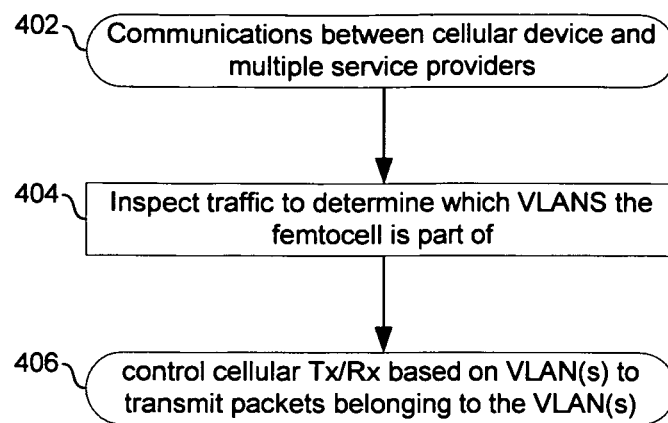 402
Communications between cellular device and
multiple service providers
404
Inspect traffic to determine which VLANS the
femtocell is part of
406
control cellular Tx/Rx based on VLAN(s) to
transmit packets belonging to the VLAN(s)